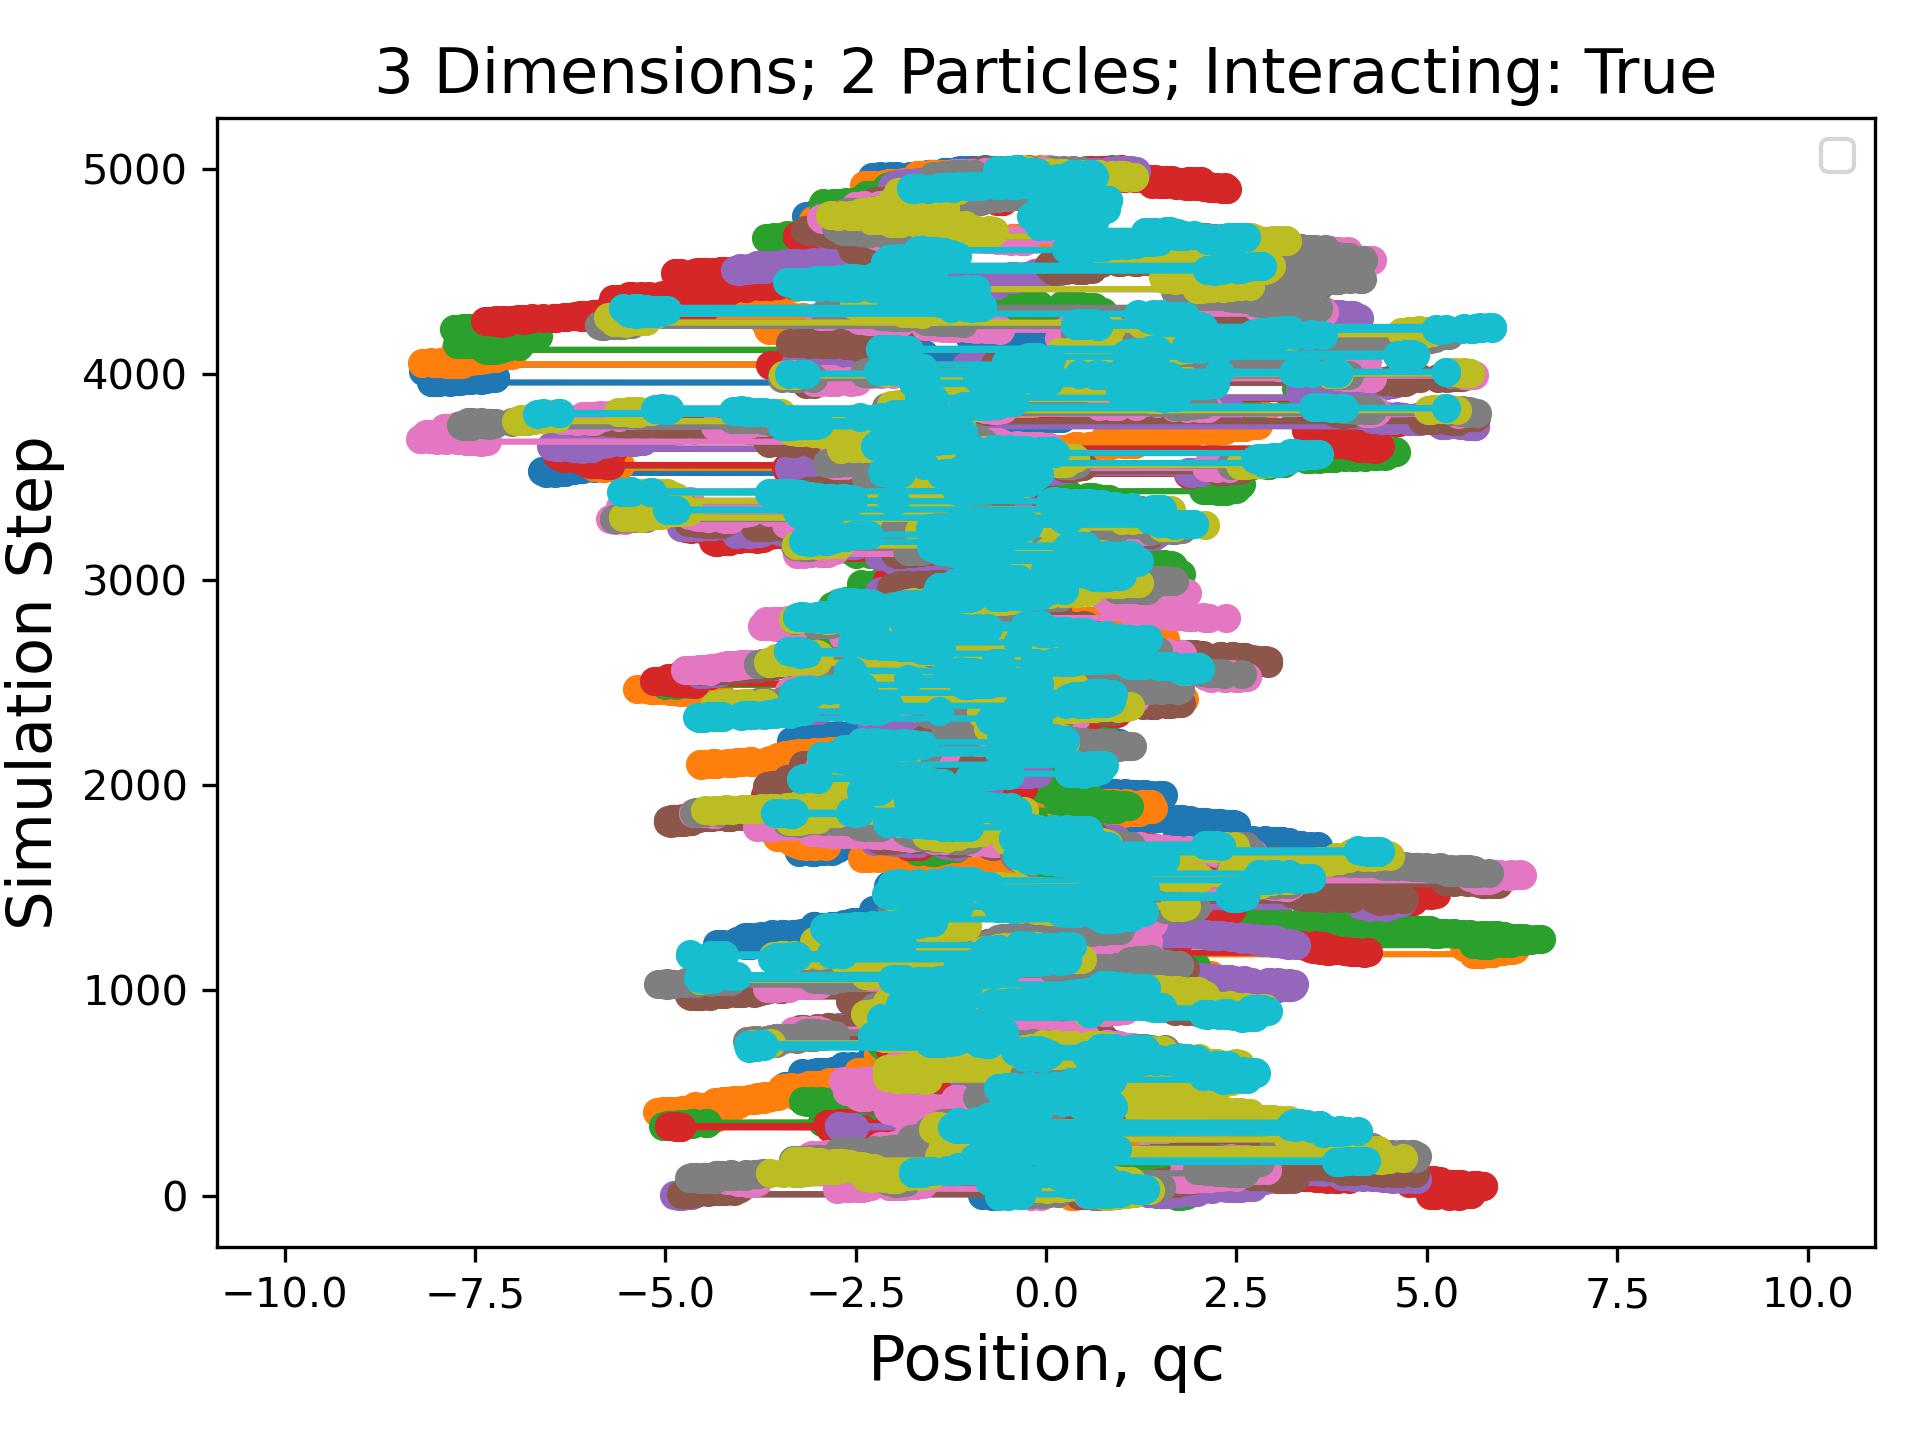 3 Dimensions; 2 Particles; Interacting: True
5000
4000
3000
2000
1000
0
Simulation Step
−10.0 −7.5 −5.0 −2.5 0.0 2.5 5.0 7.5 10.0
Position, qc